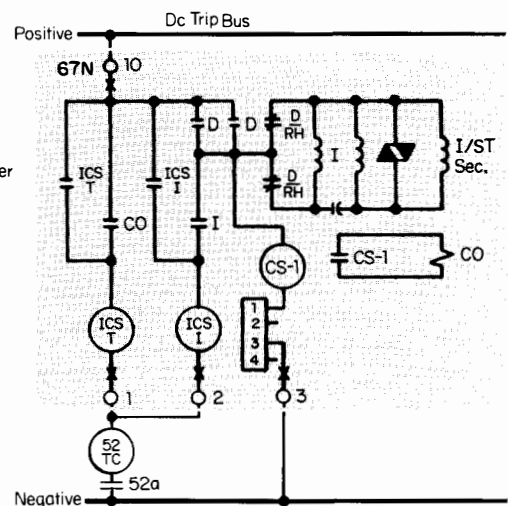 Dc Trip Bus
Positive
67N
10
D
D
D
RH
D
RH
I
I/ST
Sec.
er
ICS
T
ICS
I
CO
I
CS-1
CS-1
CO
1
2
3
4
ICS
T
ICS
I
1
2
3
52
TC
52a
Negative